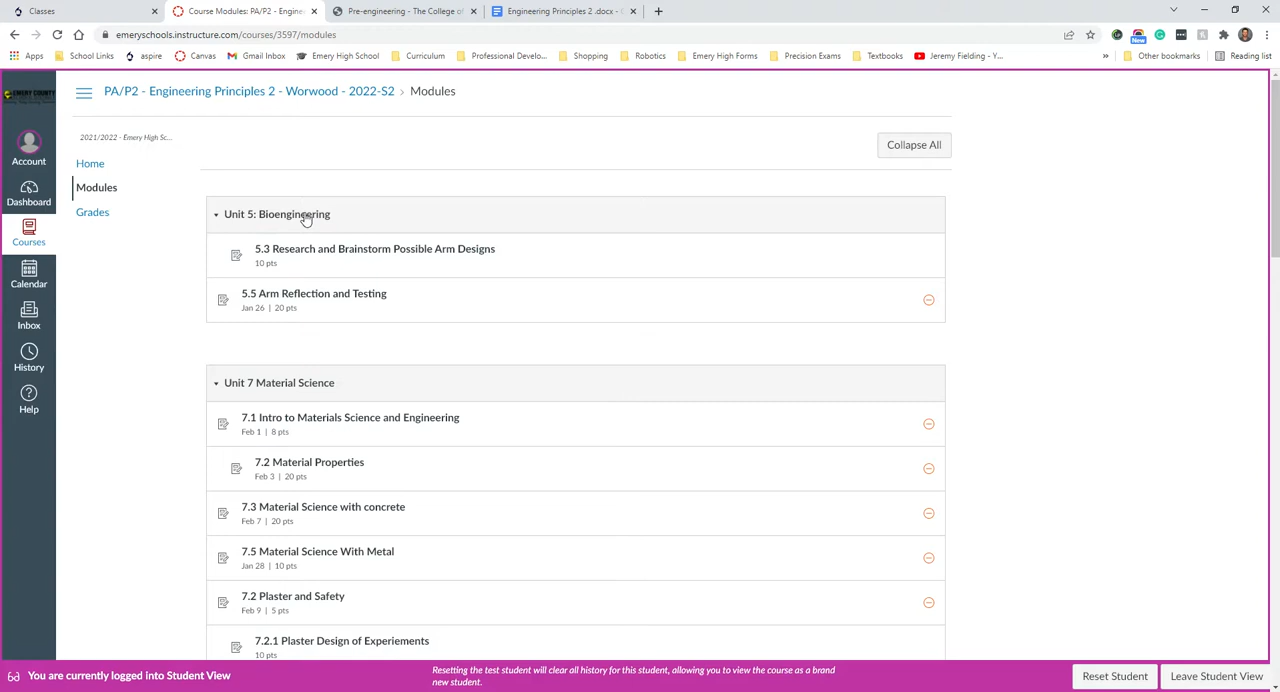 Classes
Course Modules: PA/P2 - Engine
Pre-engineering - The College of
Engineering Principles 2 .docx - G
emeryschools.instructure.com/courses/3597/modules
New
Apps
School Links
aspire
Canvas
Gmail Inbox
Emery High School
Curriculum
Professional Develo...
Shopping
Robotics
Emery High Forms
Precision Exams
Textbooks
Jeremy Fielding - Y...
»
Other bookmarks
Reading list
EMERY COUNTY
PA/P2 - Engineering Principles 2 - Worwood - 2022-S2 › Modules
2021/2022 - Emery High Sc...
Collapse All
Home
Modules
Grades
Account
Dashboard
Courses
Calendar
Inbox
History
Help
Unit 5: Bioengineering
5.3 Research and Brainstorm Possible Arm Designs
10 pts
5.5 Arm Reflection and Testing
Jan 26 | 20 pts
Unit 7 Material Science
7.1 Intro to Materials Science and Engineering
Feb 1 | 8 pts
7.2 Material Properties
Feb 3 | 20 pts
7.3 Material Science with concrete
Feb 7 | 20 pts
7.5 Material Science With Metal
Jan 28 | 10 pts
7.2 Plaster and Safety
Feb 9 | 5 pts
7.2.1 Plaster Design of Experiements
10 pts
You are currently logged into Student View
Resetting the test student will clear all history for this student, allowing you to view the course as a brand
new student.
Reset Student
Leave Student View